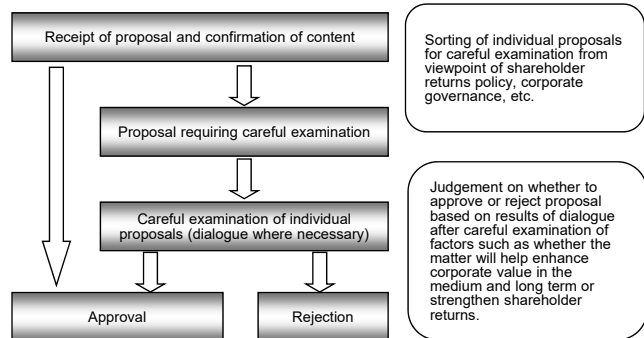 Receipt of proposal and confirmation of content
Sorting of individual proposals
for careful examination from
viewpoint of shareholder
returns policy, corporate
governance, etc.
Proposal requiring careful examination
Careful examination of individual
proposals (dialogue where necessary)
Judgement on whether to
approve or reject proposal
based on results of dialogue
after careful examination of
factors such as whether the
matter will help enhance
corporate value in the
medium and long term or
strengthen shareholder
returns.
Approval
Rejection